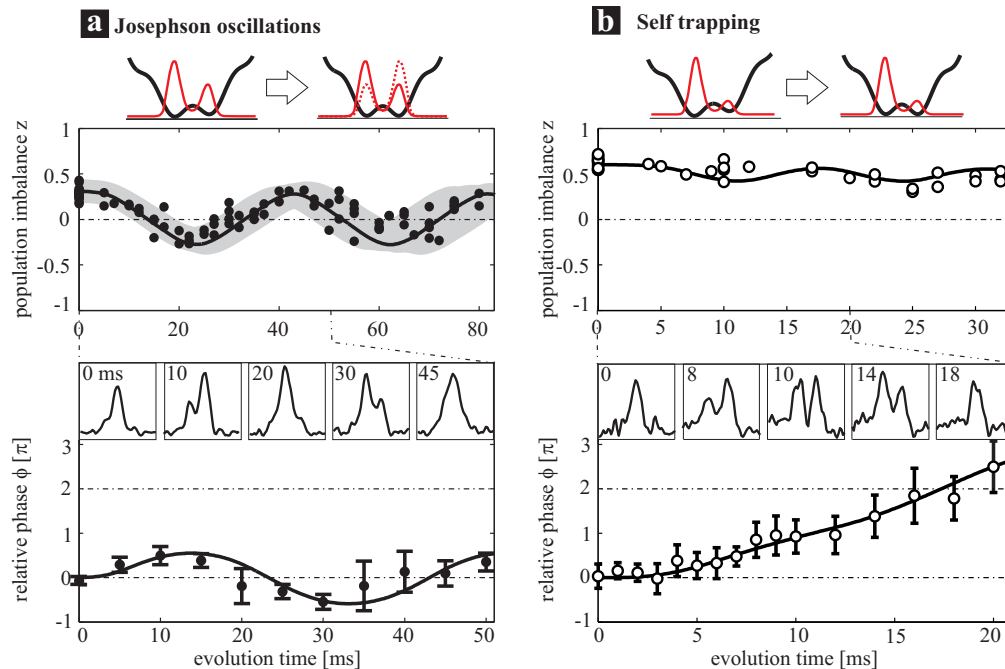 a Josephson oscillations
population imbalance z
1
0.5
0
-0.5
-1
0 20 40 60 80
0 ms 10 20 30 45
relative phase ϕ [π]
3
2
1
0
-1
0 10 20 30 40 50
evolution time [ms]
b Self trapping
population imbalance z
1
0.5
0
-0.5
-1
0 5 10 15 20 25 30
0 8 10 14 18
relative phase ϕ [π]
3
2
1
0
-1
0 5 10 15 20
evolution time [ms]